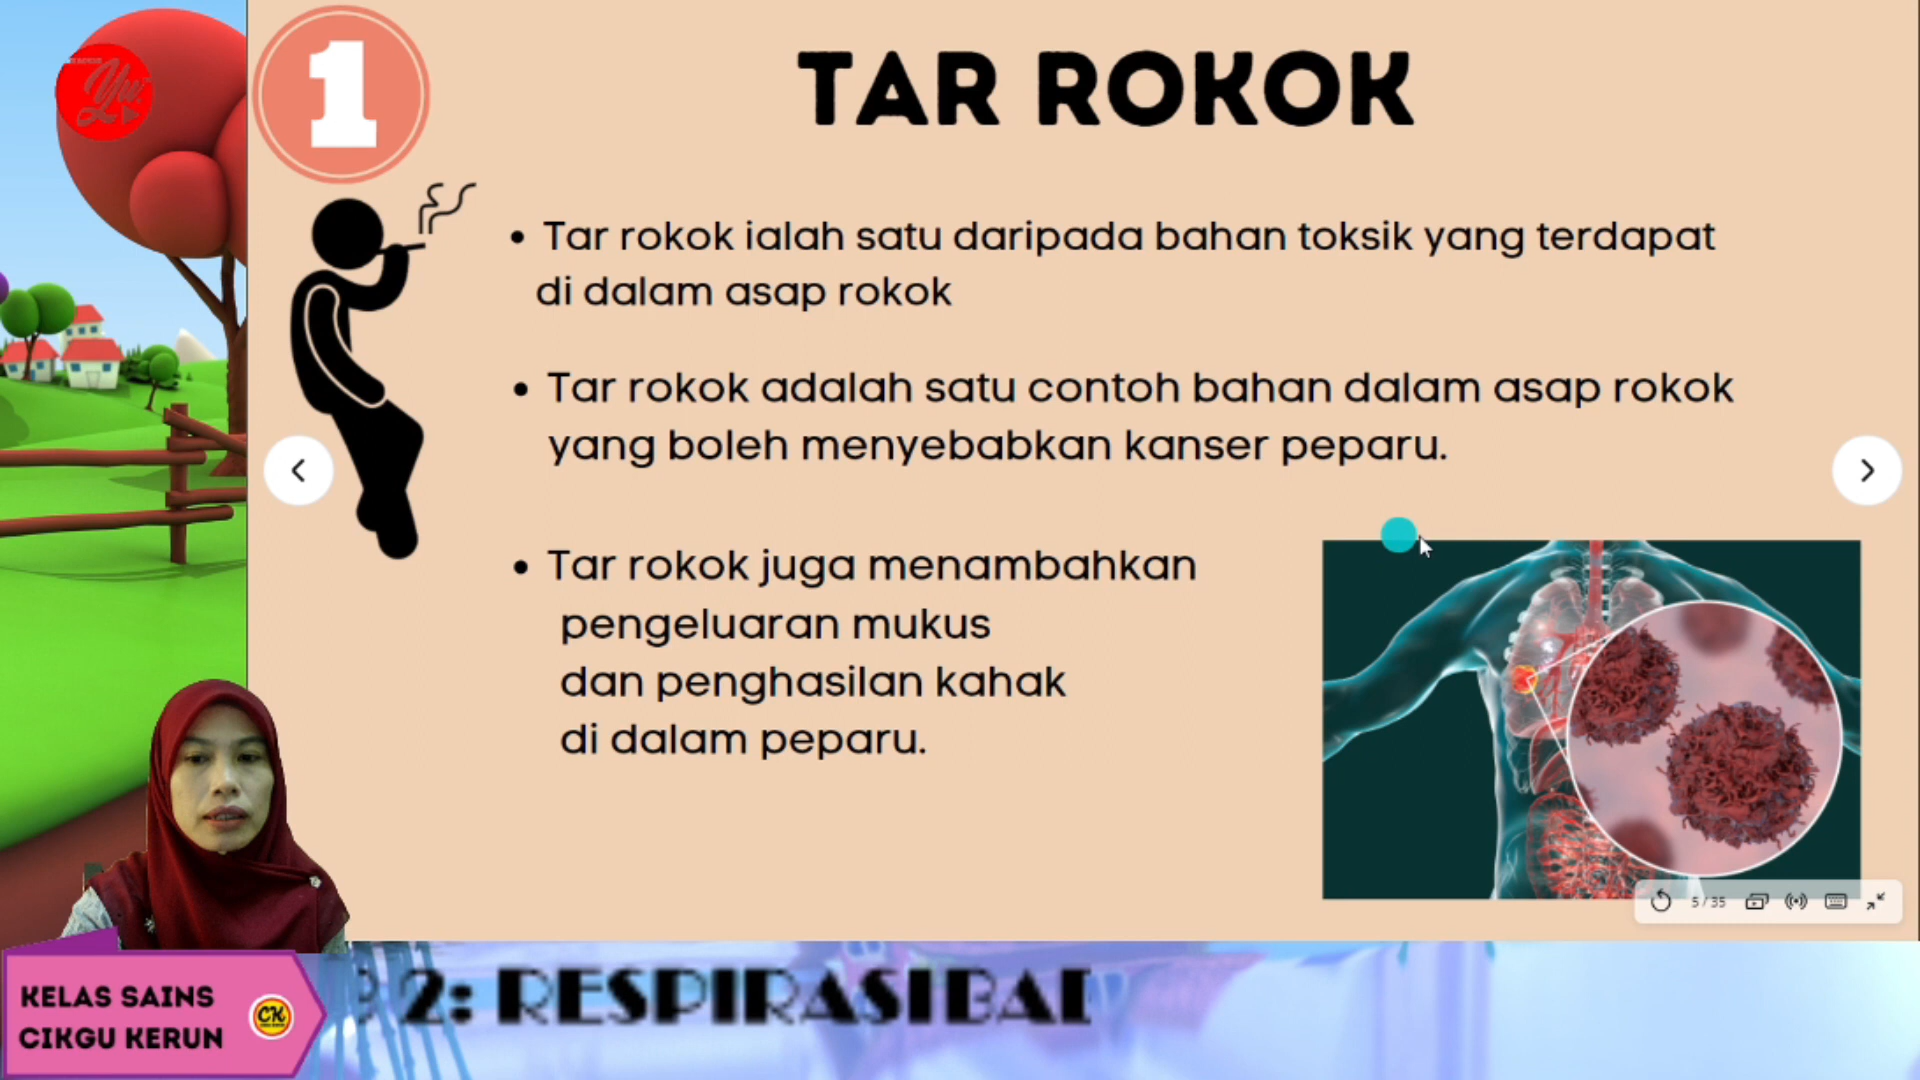 1
TAR ROKOK
• Tar rokok ialah satu daripada bahan toksik yang terdapat
di dalam asap rokok
• Tar rokok adalah satu contoh bahan dalam asap rokok
yang boleh menyebabkan kanser peparu.
• Tar rokok juga menambahkan
pengeluaran mukus
dan penghasilan kahak
di dalam peparu.
5 / 35
KELAS SAINS
CIKGU KERUN
CK
2: RESPIRASI BAB
Yu